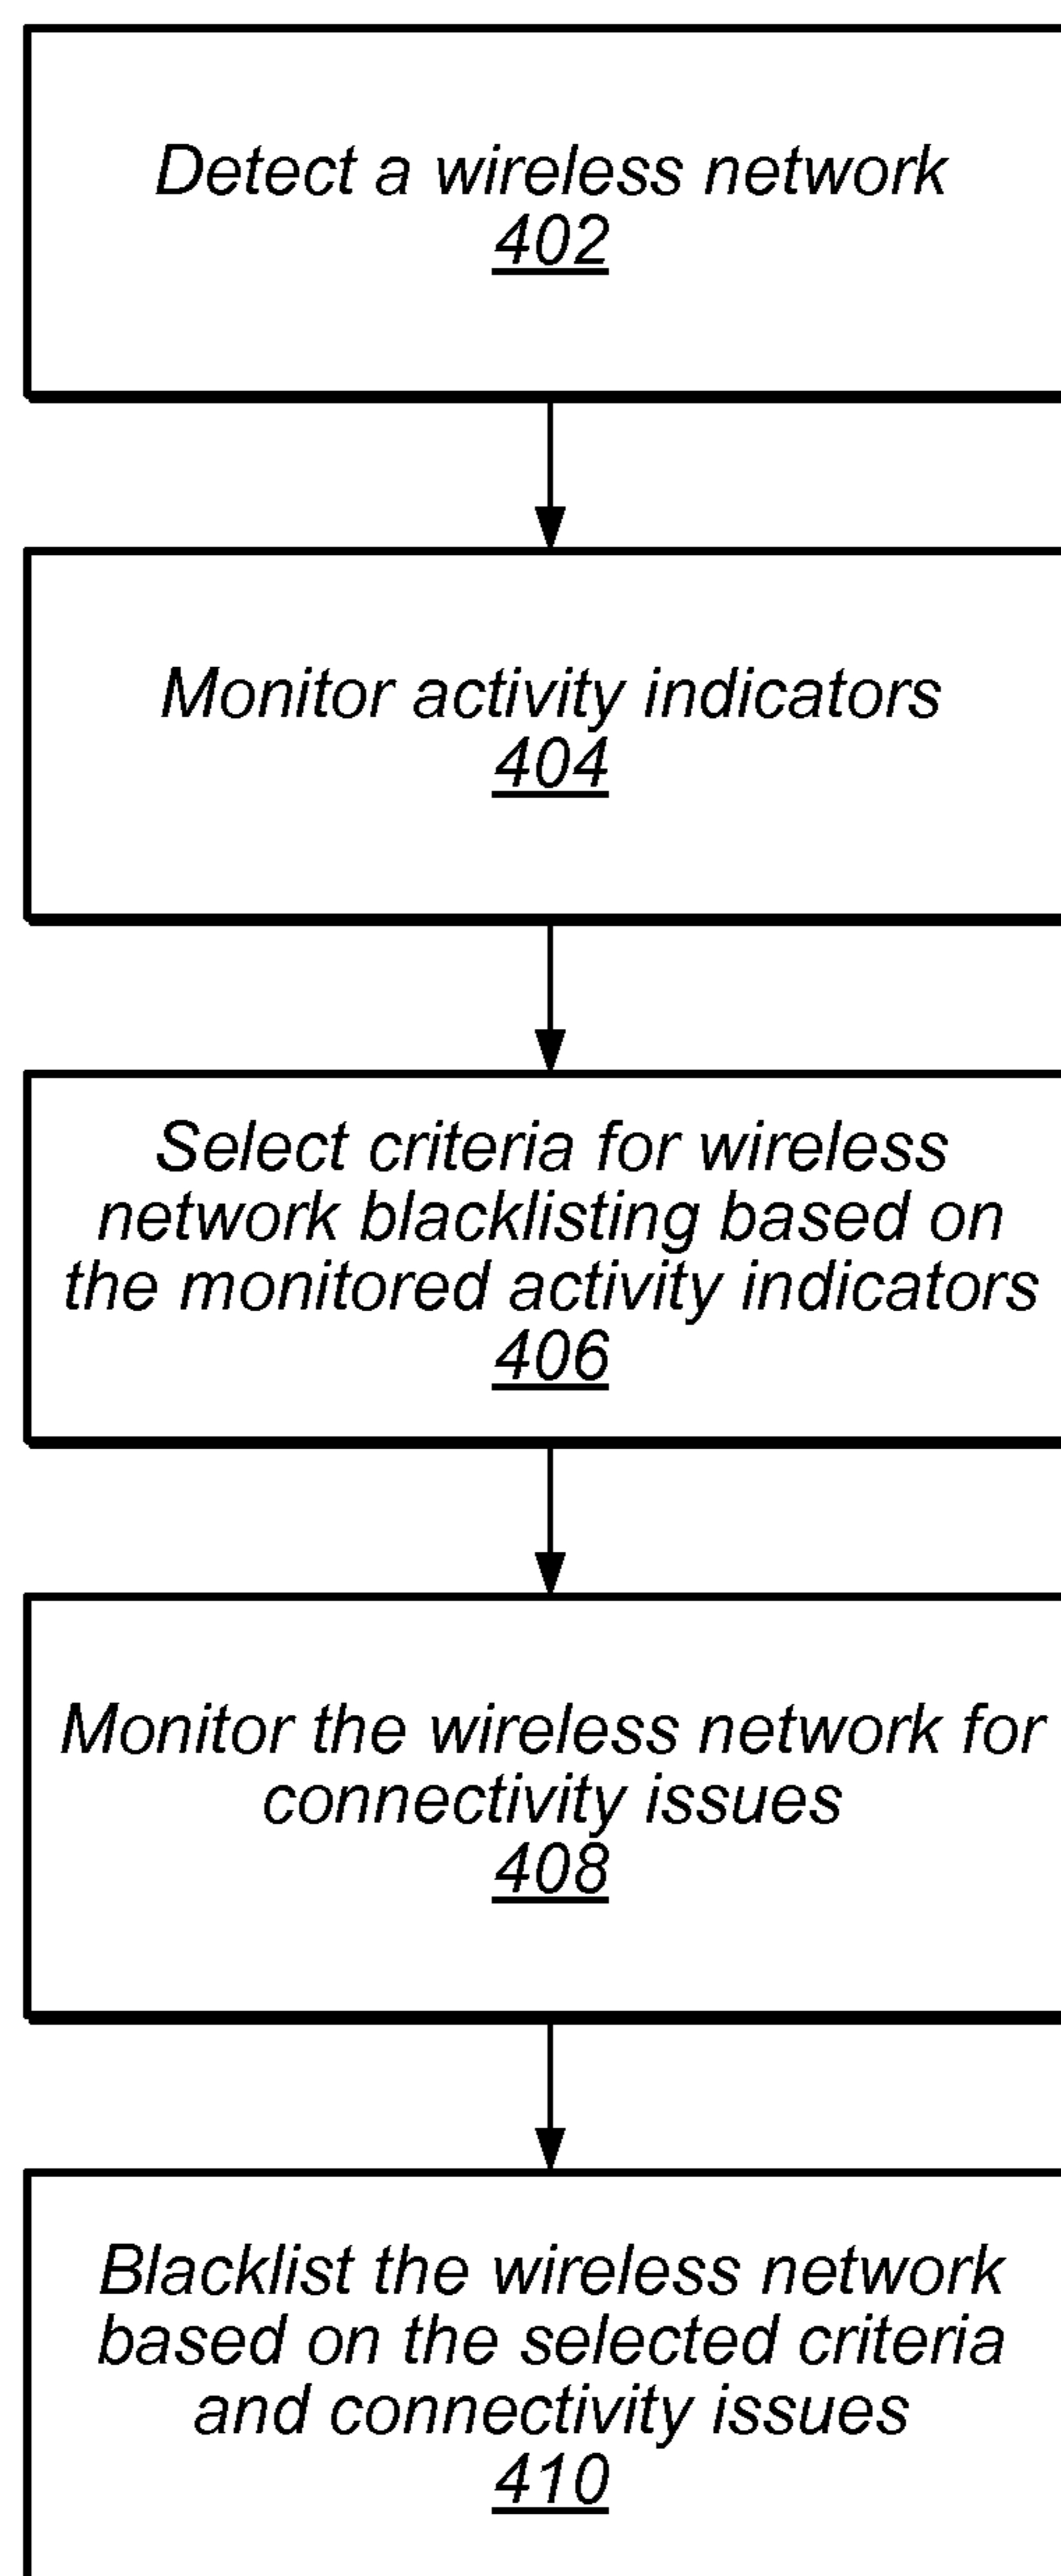 Detect a wireless network
402
Monitor activity indicators
404
Select criteria for wireless
network blacklisting based on
the monitored activity indicators
406
Monitor the wireless network for
connectivity issues
408
Blacklist the wireless network
based on the selected criteria
and connectivity issues
410